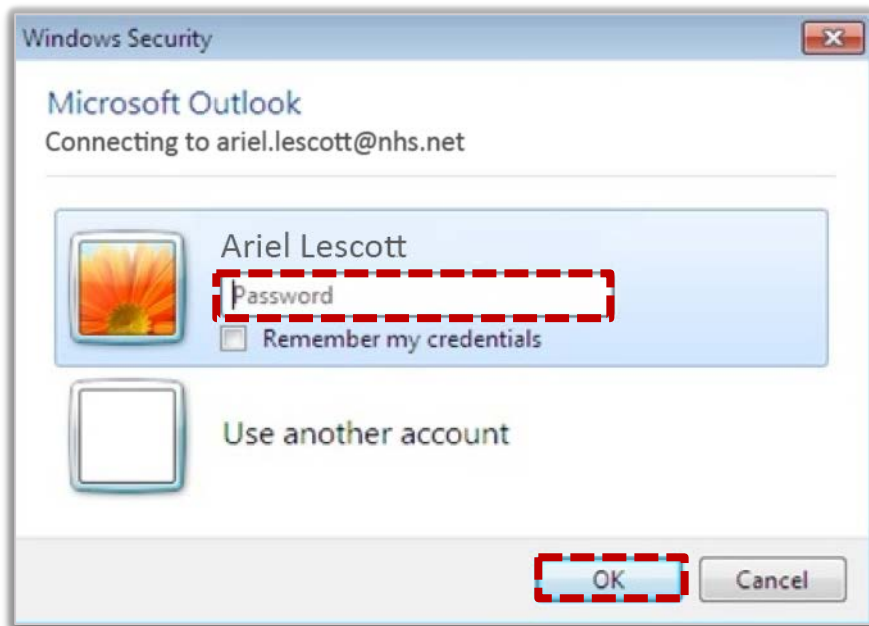 Windows Security
Microsoft Outlook
Connecting to ariel.lescott@nhs.net
Ariel Lescott
Password
Remember my credentials
Use another account
OK
Cancel